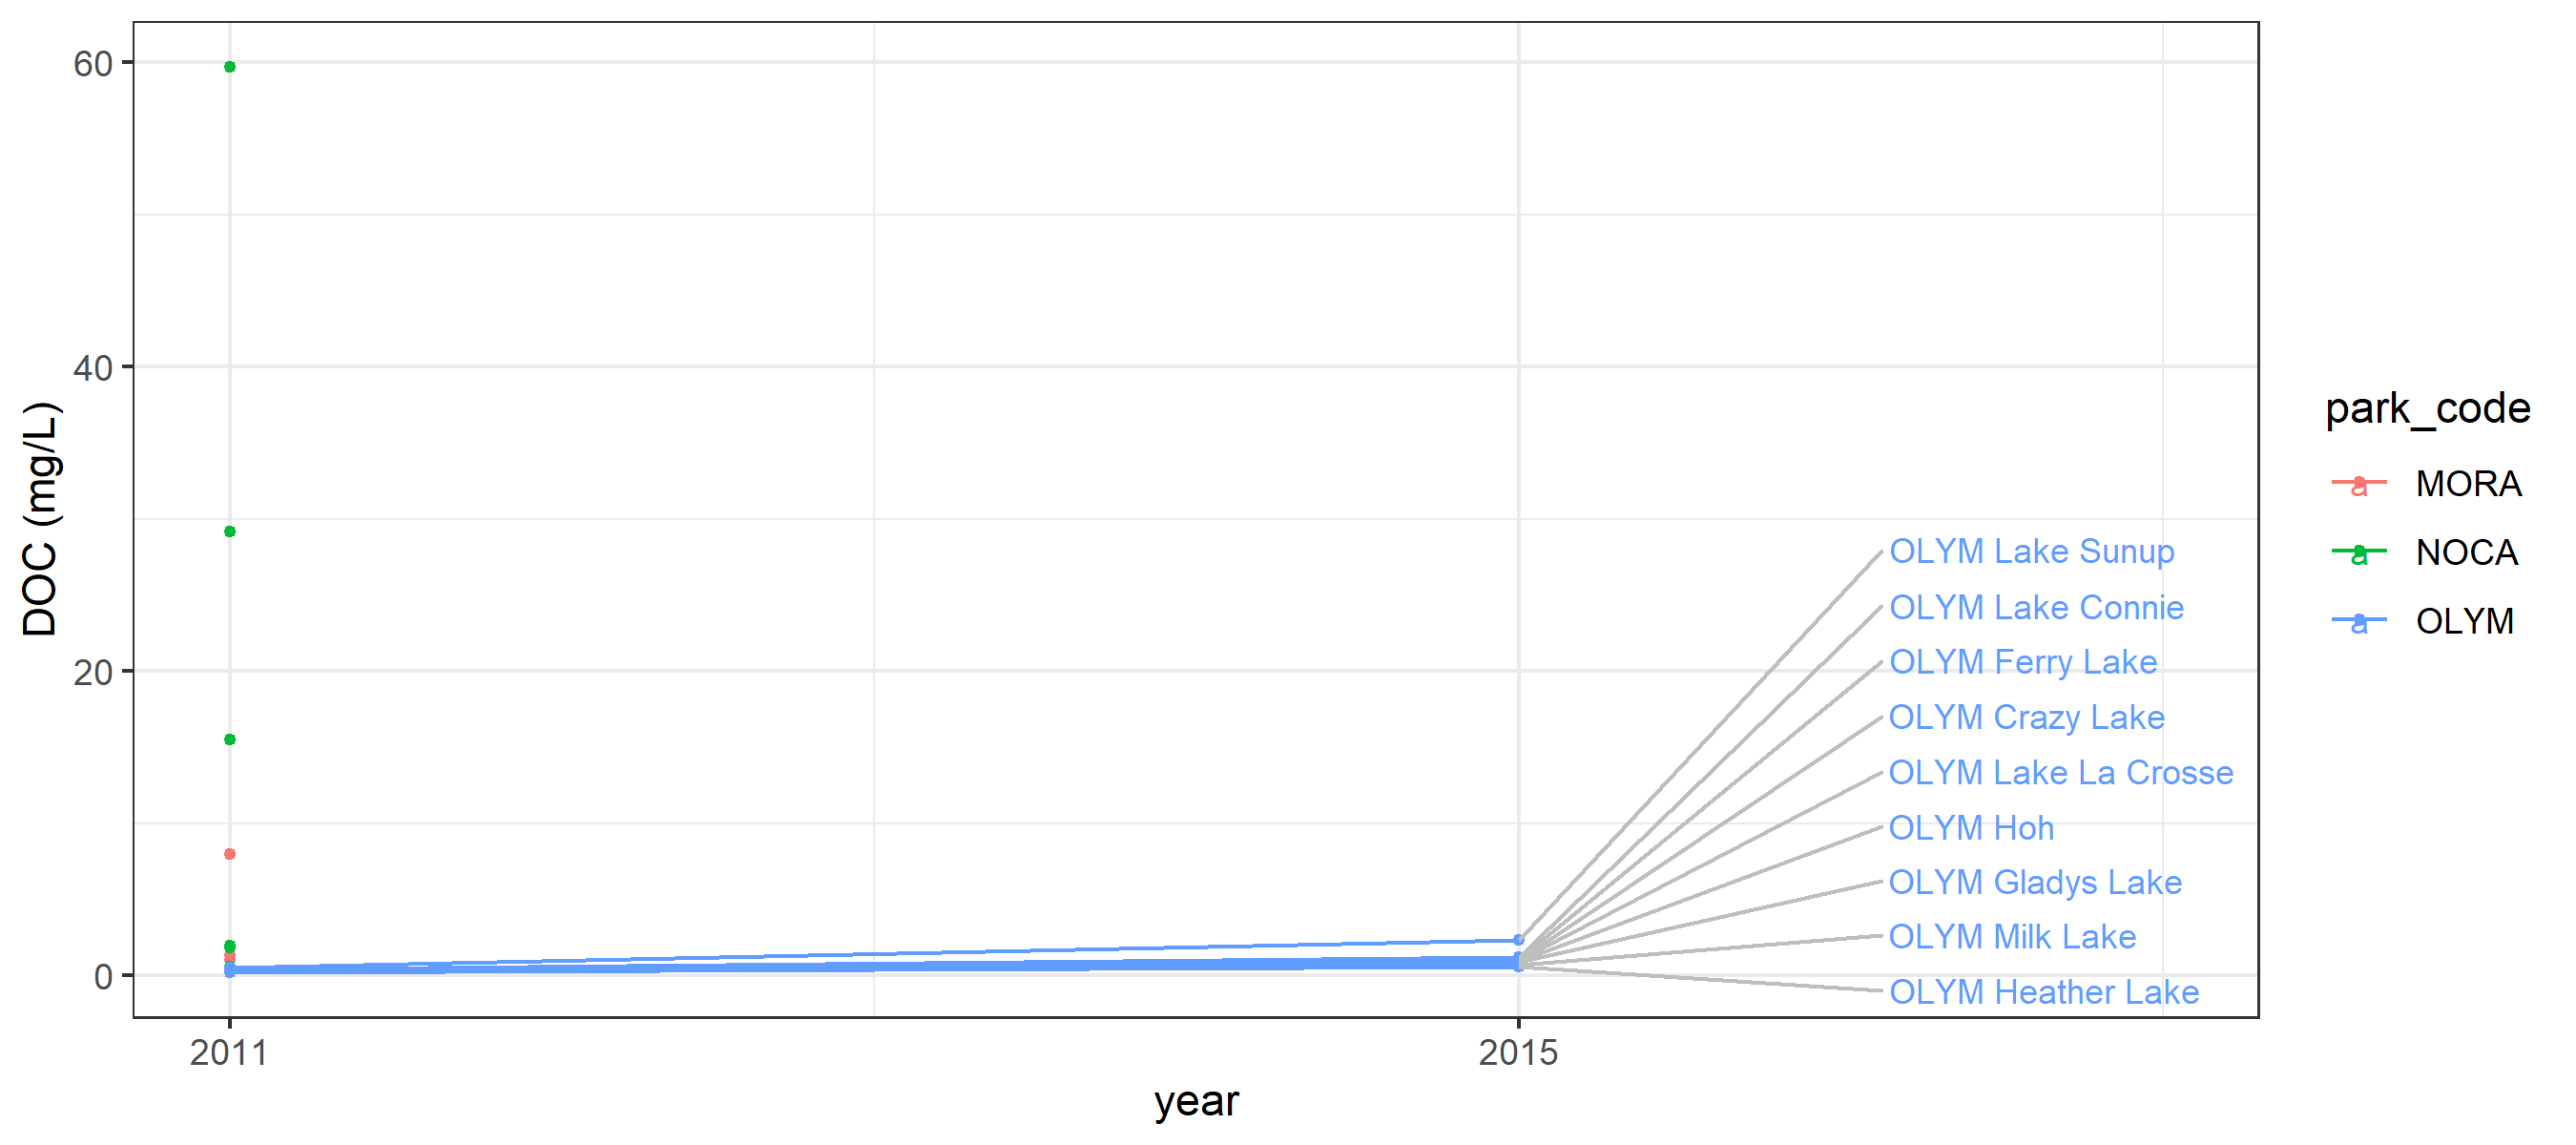 60
40
20
0
DOC (mg/L)
2011
2015
year
OLYM Lake Sunup
OLYM Lake Connie
OLYM Ferry Lake
OLYM Crazy Lake
OLYM Lake La Crosse
OLYM Hoh
OLYM Gladys Lake
OLYM Milk Lake
OLYM Heather Lake
park_code
a MORA
a NOCA
a OLYM